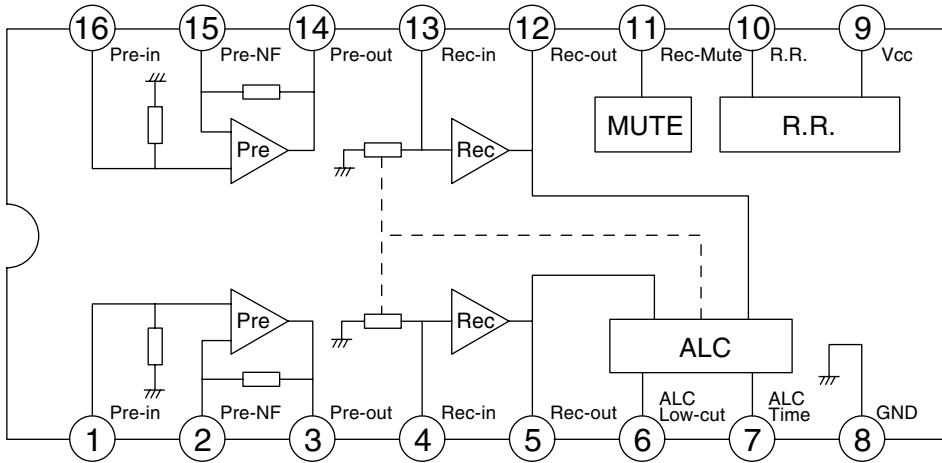 16 15 14 13 12 11 10 9
Pre-in Pre-NF Pre-out Rec-in Rec-out Rec-Mute R.R. Vcc
MUTE R.R.
Pre Rec
Pre Rec
ALC
Pre-in Pre-NF Pre-out Rec-in Rec-out ALC Low-cut ALC Time GND
1 2 3 4 5 6 7 8